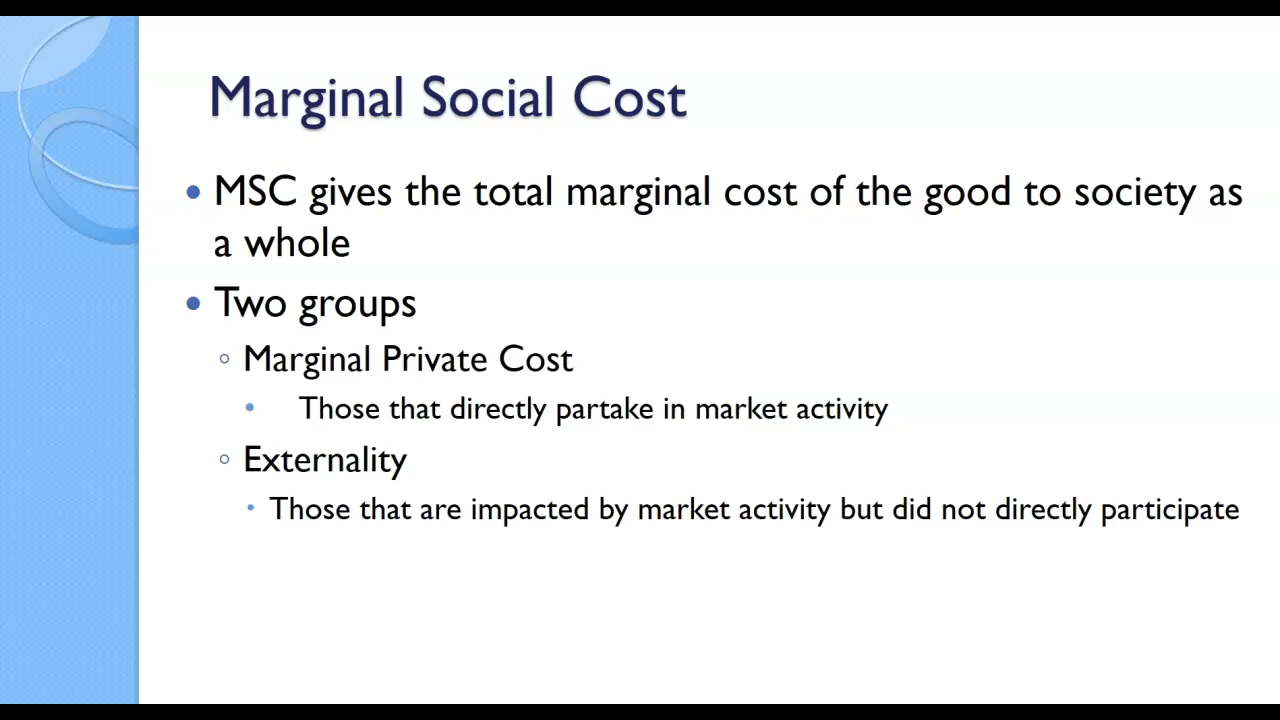 Marginal Social Cost
• MSC gives the total marginal cost of the good to society as
a whole
• Two groups
◦ Marginal Private Cost
• Those that directly partake in market activity
◦ Externality
• Those that are impacted by market activity but did not directly participate